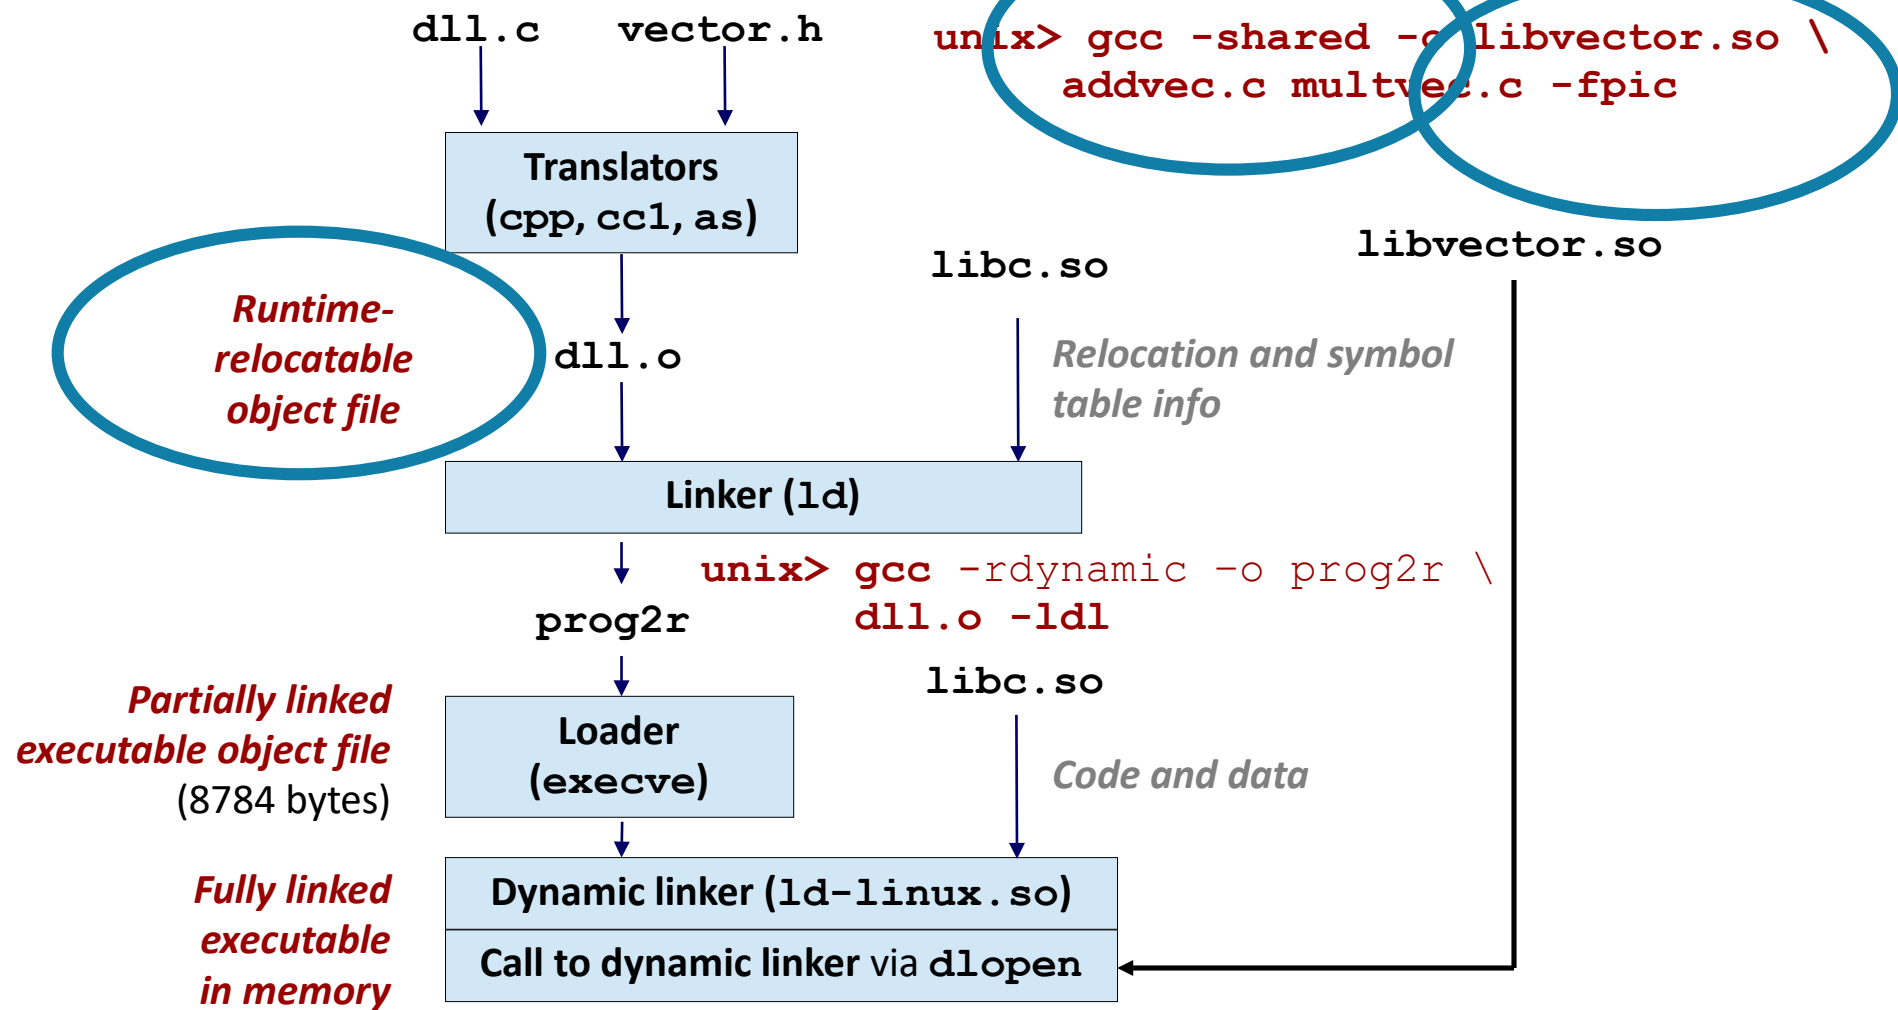 dll.c vector.h
unix> gcc -shared -o libvector.so \
addvec.c multvec.c -fpic
Translators
(cpp, cc1, as)
libc.so
libvector.so
Runtime-
relocatable
object file
dll.o
Relocation and symbol
table info
Linker (ld)
unix> gcc -rdynamic –o prog2r \
dll.o -ldl
prog2r
libc.so
Partially linked
executable object file
(8784 bytes)
Loader
(execve)
Code and data
Fully linked
executable
in memory
Dynamic linker (ld-linux.so)
Call to dynamic linker via dlopen